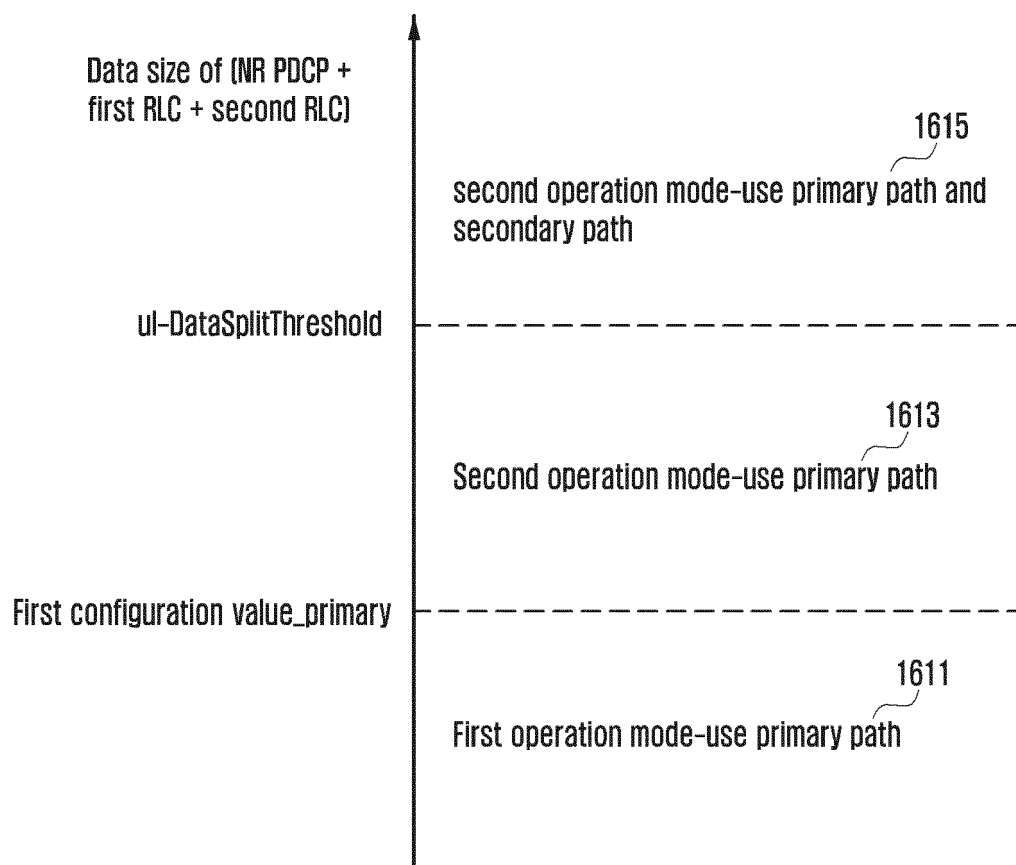 Data size of (NR PDCP +
first RLC + second RLC)
1615
second operation mode-use primary path and
secondary path
ul-DataSplitThreshold
1613
Second operation mode-use primary path
First configuration value_primary
1611
First operation mode-use primary path